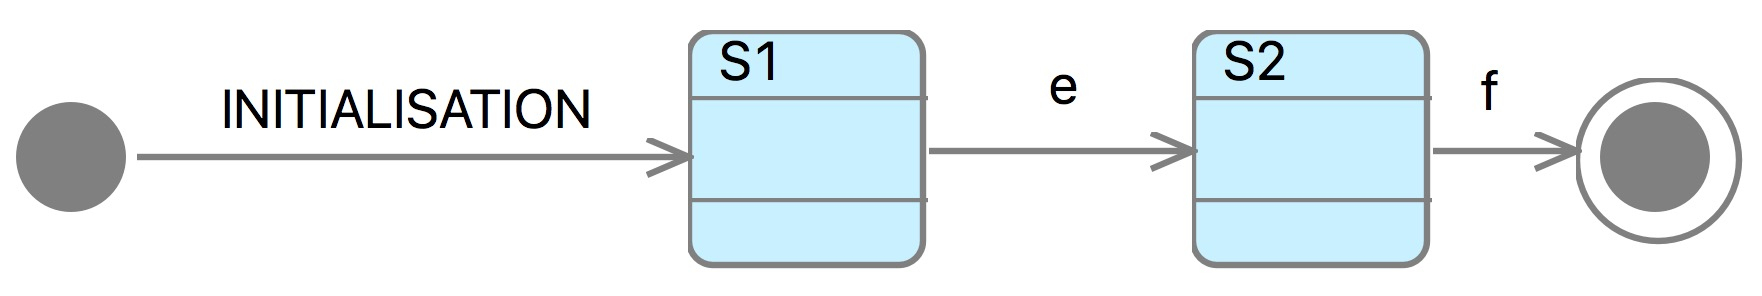 INITIALISATION
S1
e
S2
f